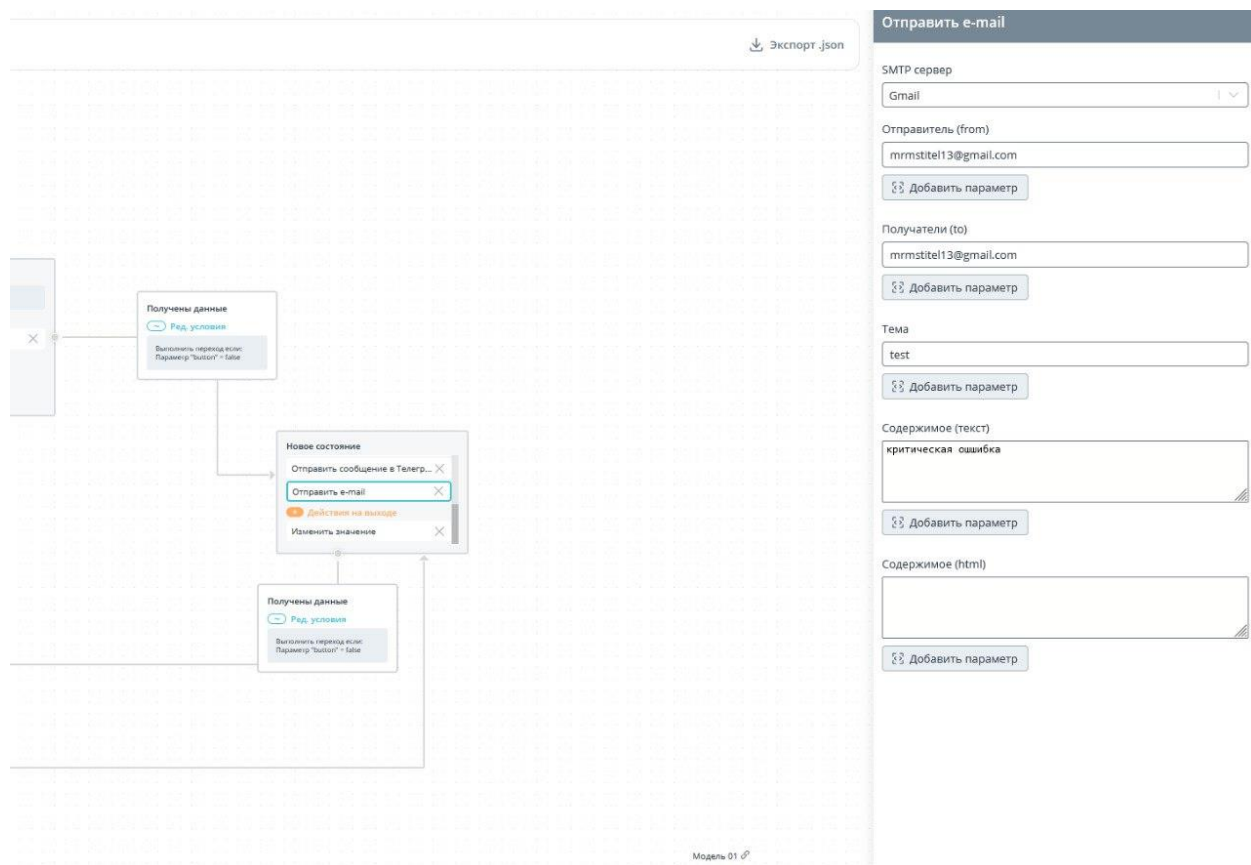 Экспорт .json
Получены данные
Ред. условия
Выполнить переход если:
Параметр "button" = false
Новое состояние
Отправить сообщение в Телегр...
Отправить e-mail
Действия на выходе
Изменить значение
Получены данные
Ред. условия
Выполнить переход если:
Параметр "button" = false
Модель 01
Отправить e-mail
SMTP сервер
Gmail
Отправитель (from)
mrmstitel13@gmail.com
Добавить параметр
Получатели (to)
mrmstitel13@gmail.com
Добавить параметр
Тема
test
Добавить параметр
Содержимое (текст)
критическая ошшибка
Добавить параметр
Содержимое (html)
Добавить параметр